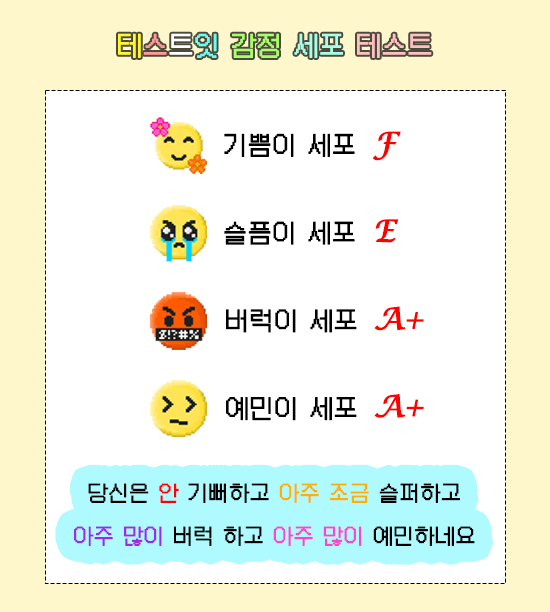 테스트잇 감정 세포 테스트
기쁨이 세포 F
슬픔이 세포 E
$!?#%
버럭이 세포 A+
예민이 세포 A+
당신은 안 기뻐하고 아주 조금 슬퍼하고
아주 많이 버럭 하고 아주 많이 예민하네요